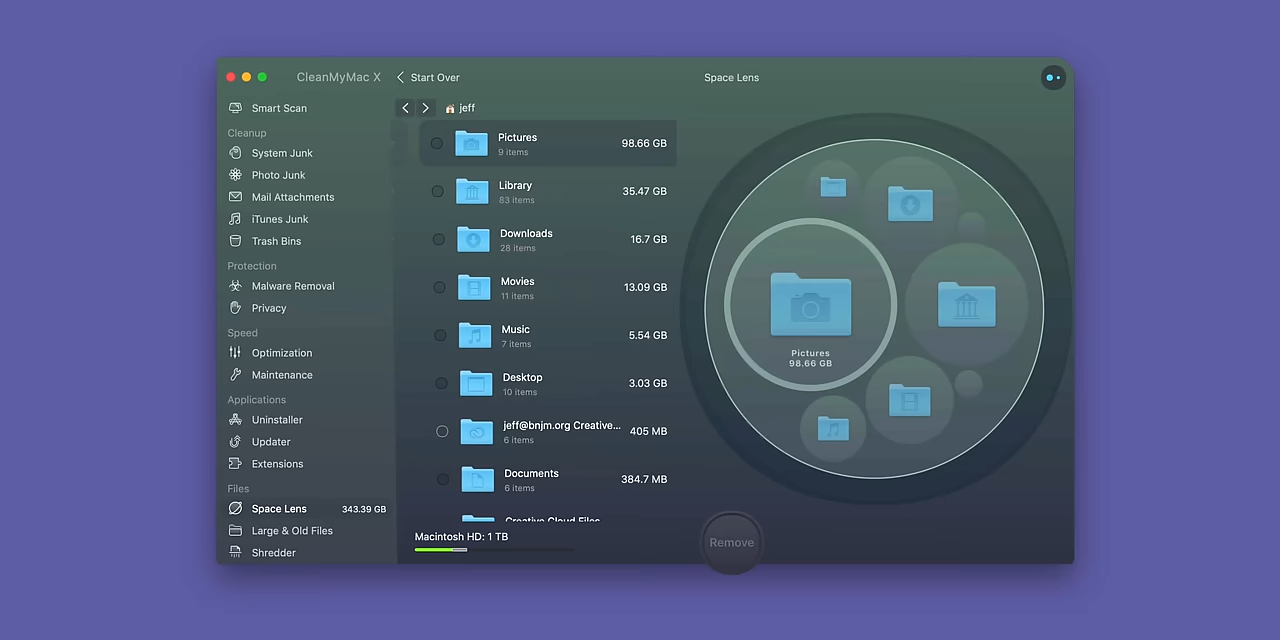 CleanMyMac X
Start Over
Space Lens
Smart Scan
Cleanup
System Junk
Photo Junk
Mail Attachments
iTunes Junk
Trash Bins
Protection
Malware Removal
Privacy
Speed
Optimization
Maintenance
Applications
Uninstaller
Updater
Extensions
Files
Space Lens 343.39 GB
Large & Old Files
Shredder
jeff
Pictures
9 items
98.66 GB
Library
83 items
35.47 GB
Downloads
28 items
16.7 GB
Movies
11 items
13.09 GB
Music
7 items
5.54 GB
Desktop
10 items
3.03 GB
jeff@bnjm.org Creative...
6 items
405 MB
Documents
6 items
384.7 MB
Creative Cloud Files
Macintosh HD: 1 TB
Pictures
98.66 GB
Remove